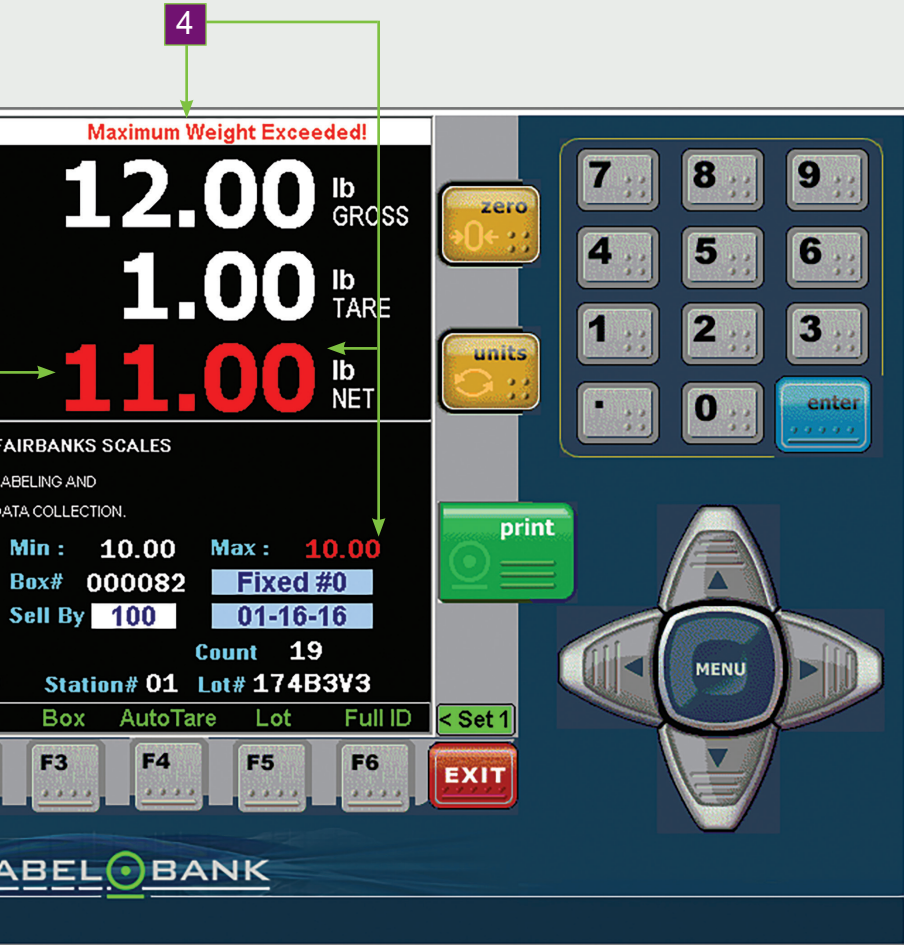 4
Maximum Weight Exceeded!
12.00 lb GROSS
1.00 lb TARE
11.00 lb NET
FAIRBANKS SCALES
ABELING AND
DATA COLLECTION.
Min : 10.00 Max : 10.00
Box# 000082 Fixed #0
Sell By 100 01-16-16
Count 19
Station# 01 Lot# 174B3V3
Box AutoTare Lot Full ID < Set 1
F3 F4 F5 F6 EXIT
ABEL BANK
zero
→0←
units
print
7 8 9
4 5 6
1 2 3
. 0 enter
MENU